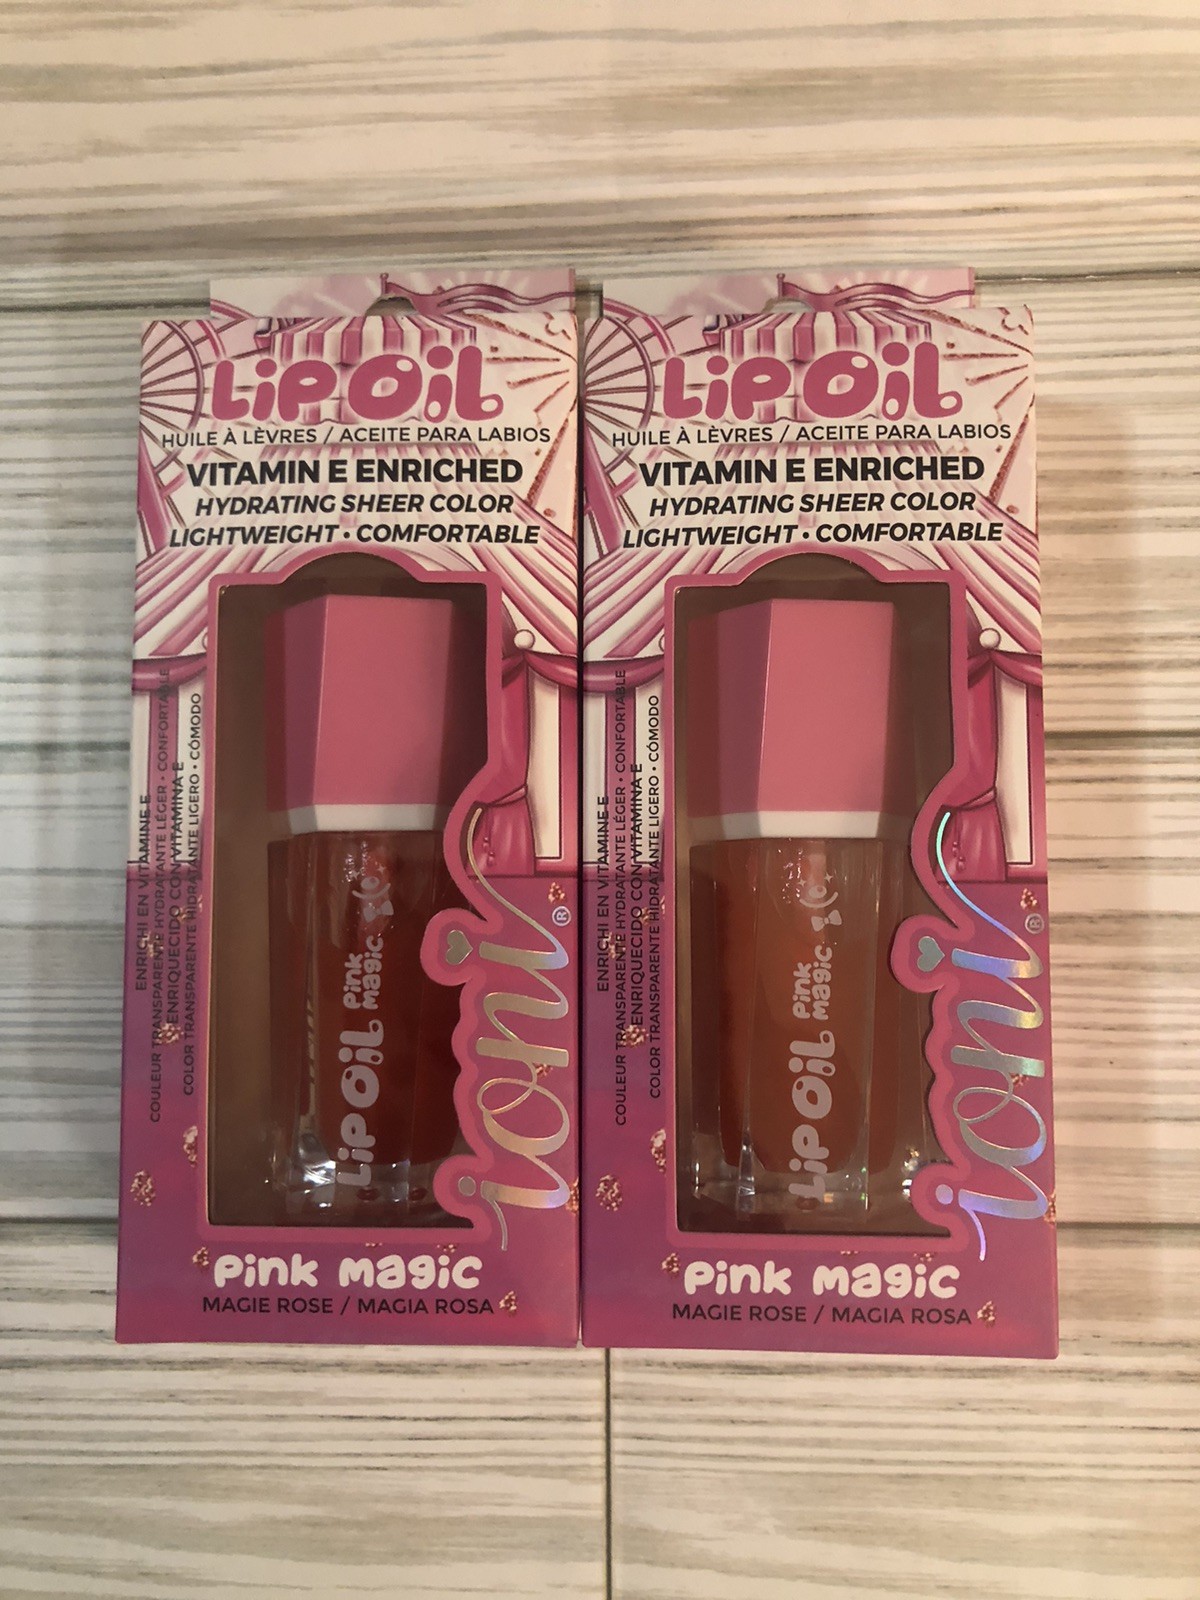 LiP OiL
HUILE À LÈVRES / ACEITE PARA LABIOS
VITAMIN E ENRICHED
HYDRATING SHEER COLOR
LIGHTWEIGHT • COMFORTABLE
ENRICHI EN VITAMINE E
COULEUR TRANSPARENTE HYDRATANTE LÉGER • CONFORTABLE
ENRIQUECIDO CON VITAMINA E
COLOR TRANSPARENTE HIDRATANTE LIGERO • CÓMODO
LiP OiL
Pink
Magic
ioni®
Pink Magic
MAGIE ROSE / MAGIA ROSA
LiP OiL
HUILE À LÈVRES / ACEITE PARA LABIOS
VITAMIN E ENRICHED
HYDRATING SHEER COLOR
LIGHTWEIGHT • COMFORTABLE
ENRICHI EN VITAMINE E
COULEUR TRANSPARENTE HYDRATANTE LÉGER • CONFORTABLE
ENRIQUECIDO CON VITAMINA E
COLOR TRANSPARENTE HIDRATANTE LIGERO • CÓMODO
LiP OiL
Pink
Magic
ioni®
Pink Magic
MAGIE ROSE / MAGIA ROSA